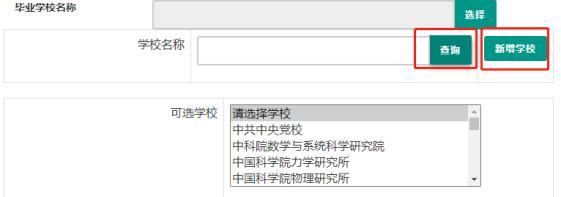 毕业学校名称 选择
学校名称 查询 新增学校
可选学校 请选择学校
中共中央党校
中科院数学与系统科学研究院
中国科学院力学研究所
中国科学院物理研究所